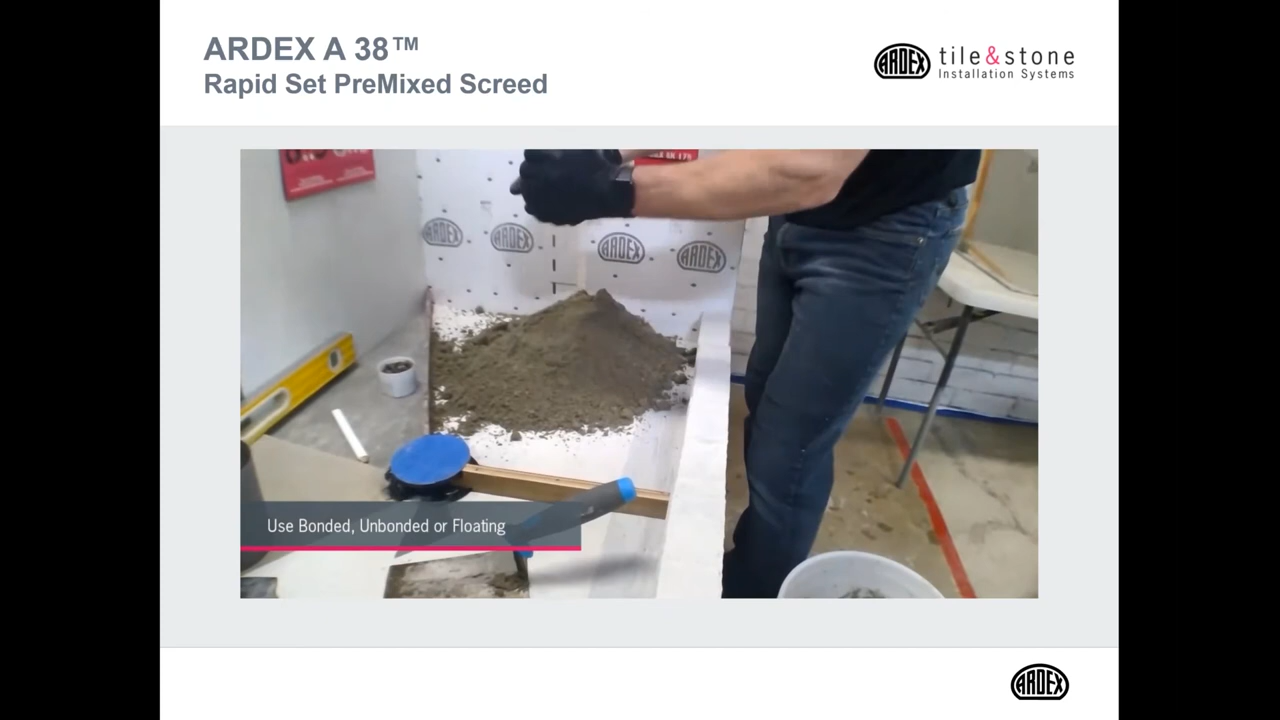 ARDEX A 38™
Rapid Set PreMixed Screed
ARDEX
tile&stone
Installation Systems
ARDEX
ARDEX
ARDEX
ARDEX
Use Bonded, Unbonded or Floating
ARDEX